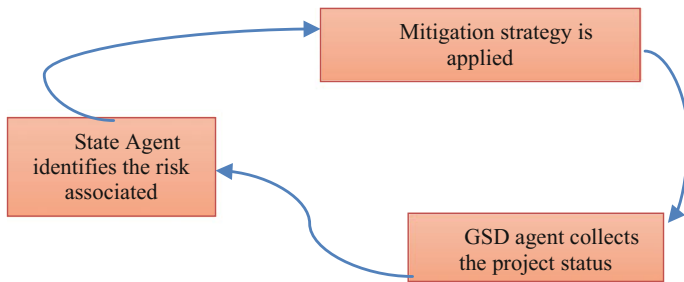 Mitigation strategy is
applied
State Agent
identifies the risk
associated
GSD agent collects
the project status